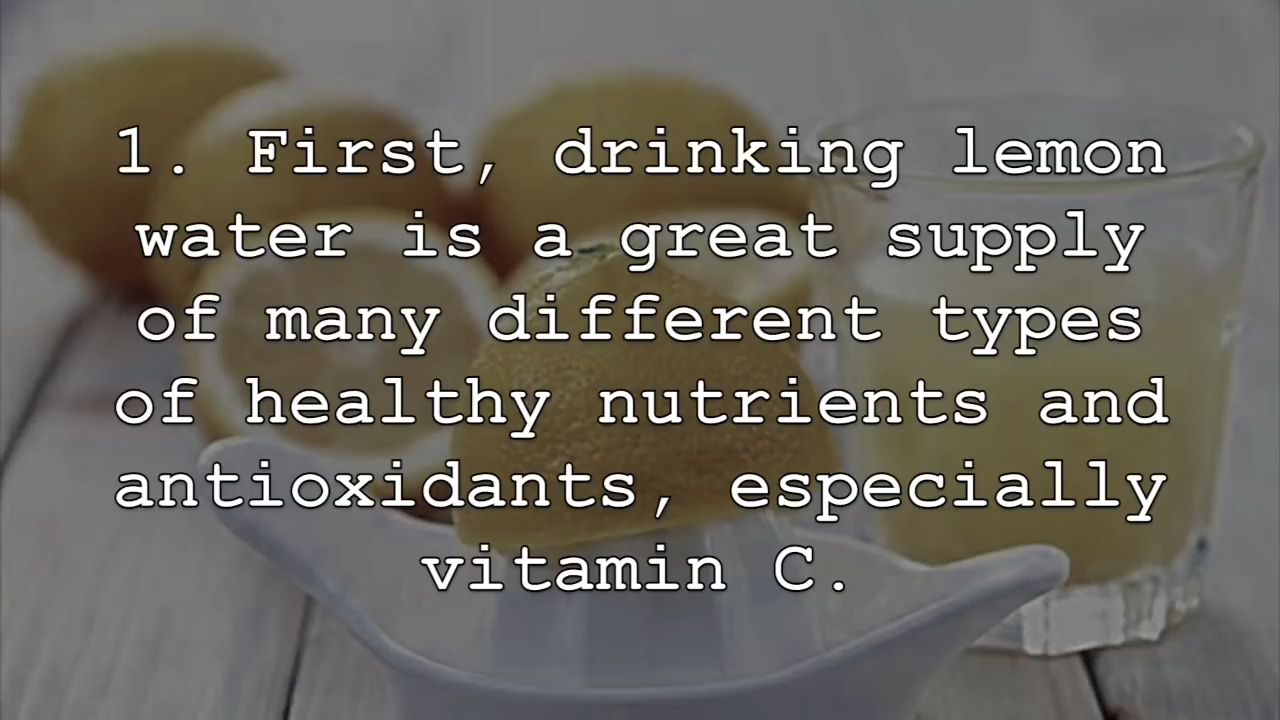 1. First, drinking lemon
water is a great supply
of many different types
of healthy nutrients and
antioxidants, especially
vitamin C.